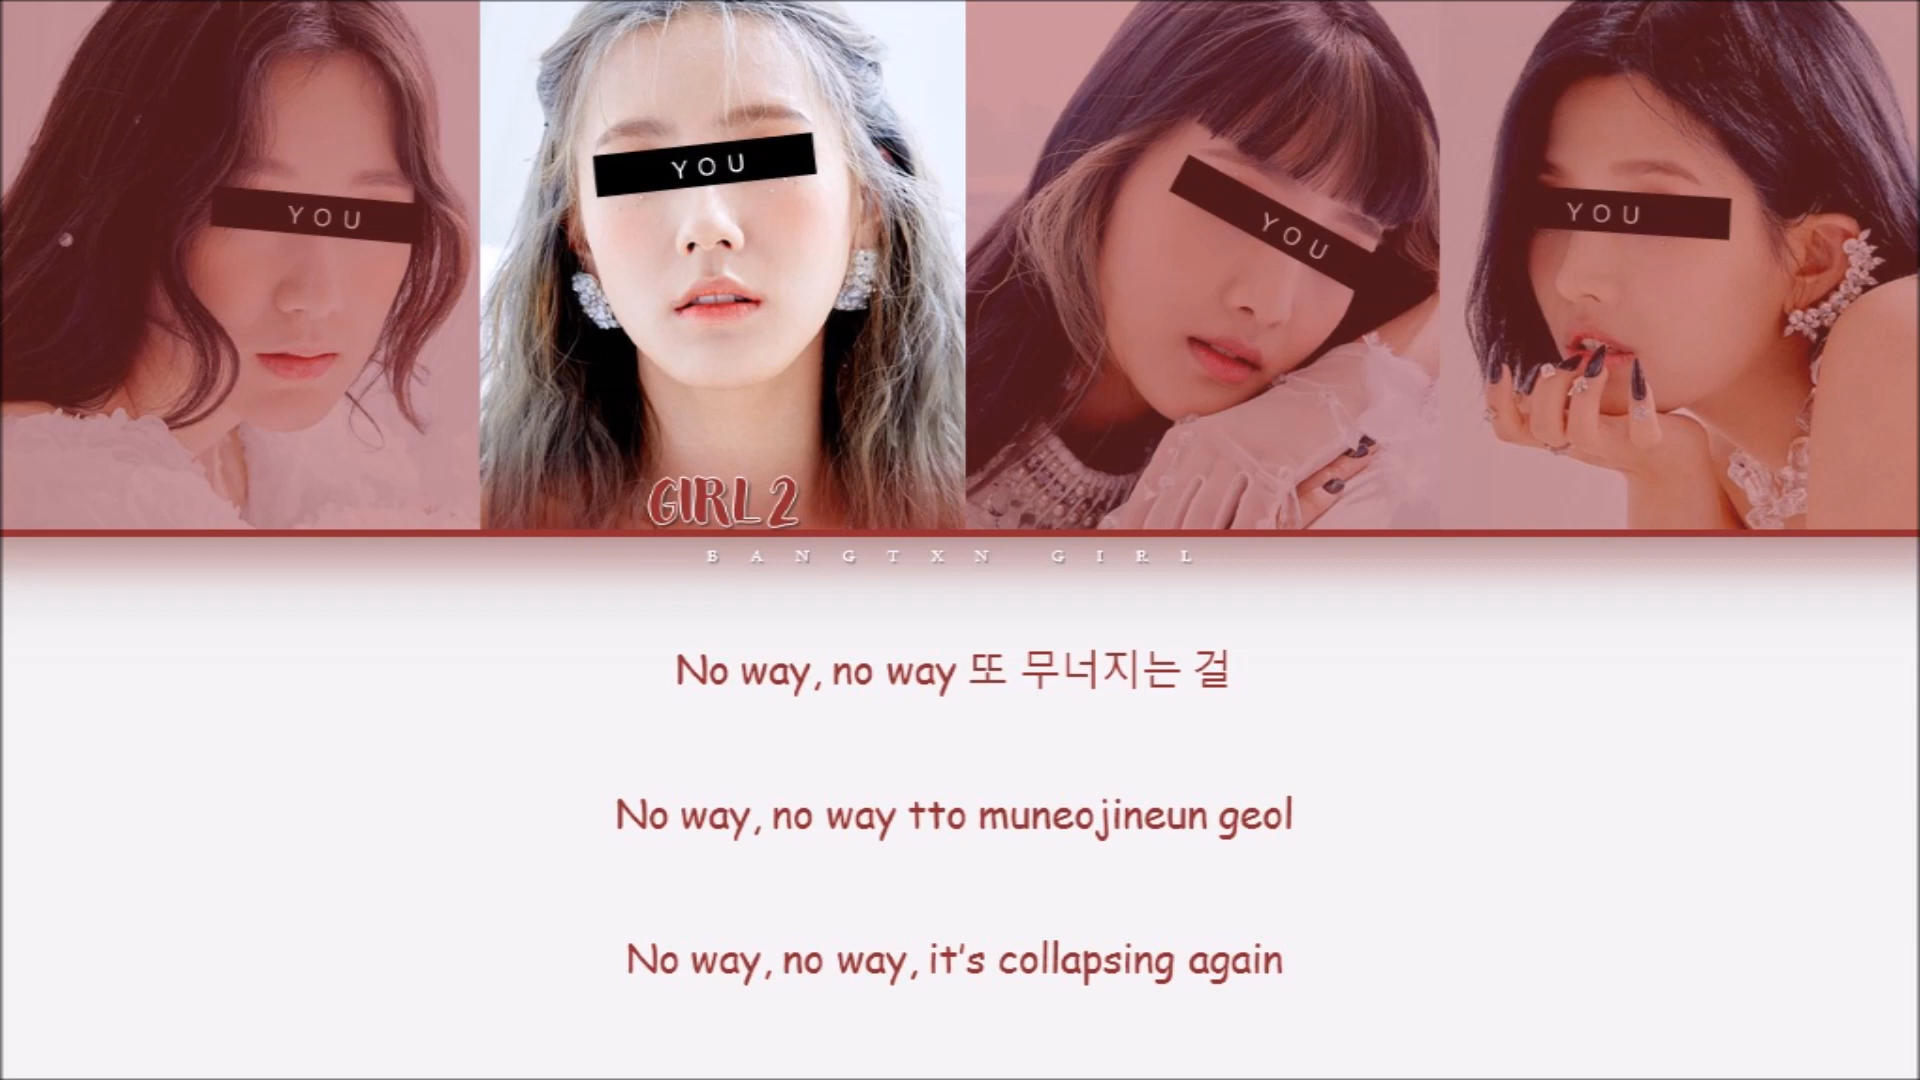 YOU
YOU
YOU
YOU
GIRL 2
BANGTXN GIRL
No way, no way 또 무너지는 걸
No way, no way tto muneojineun geol
No way, no way, it's collapsing again